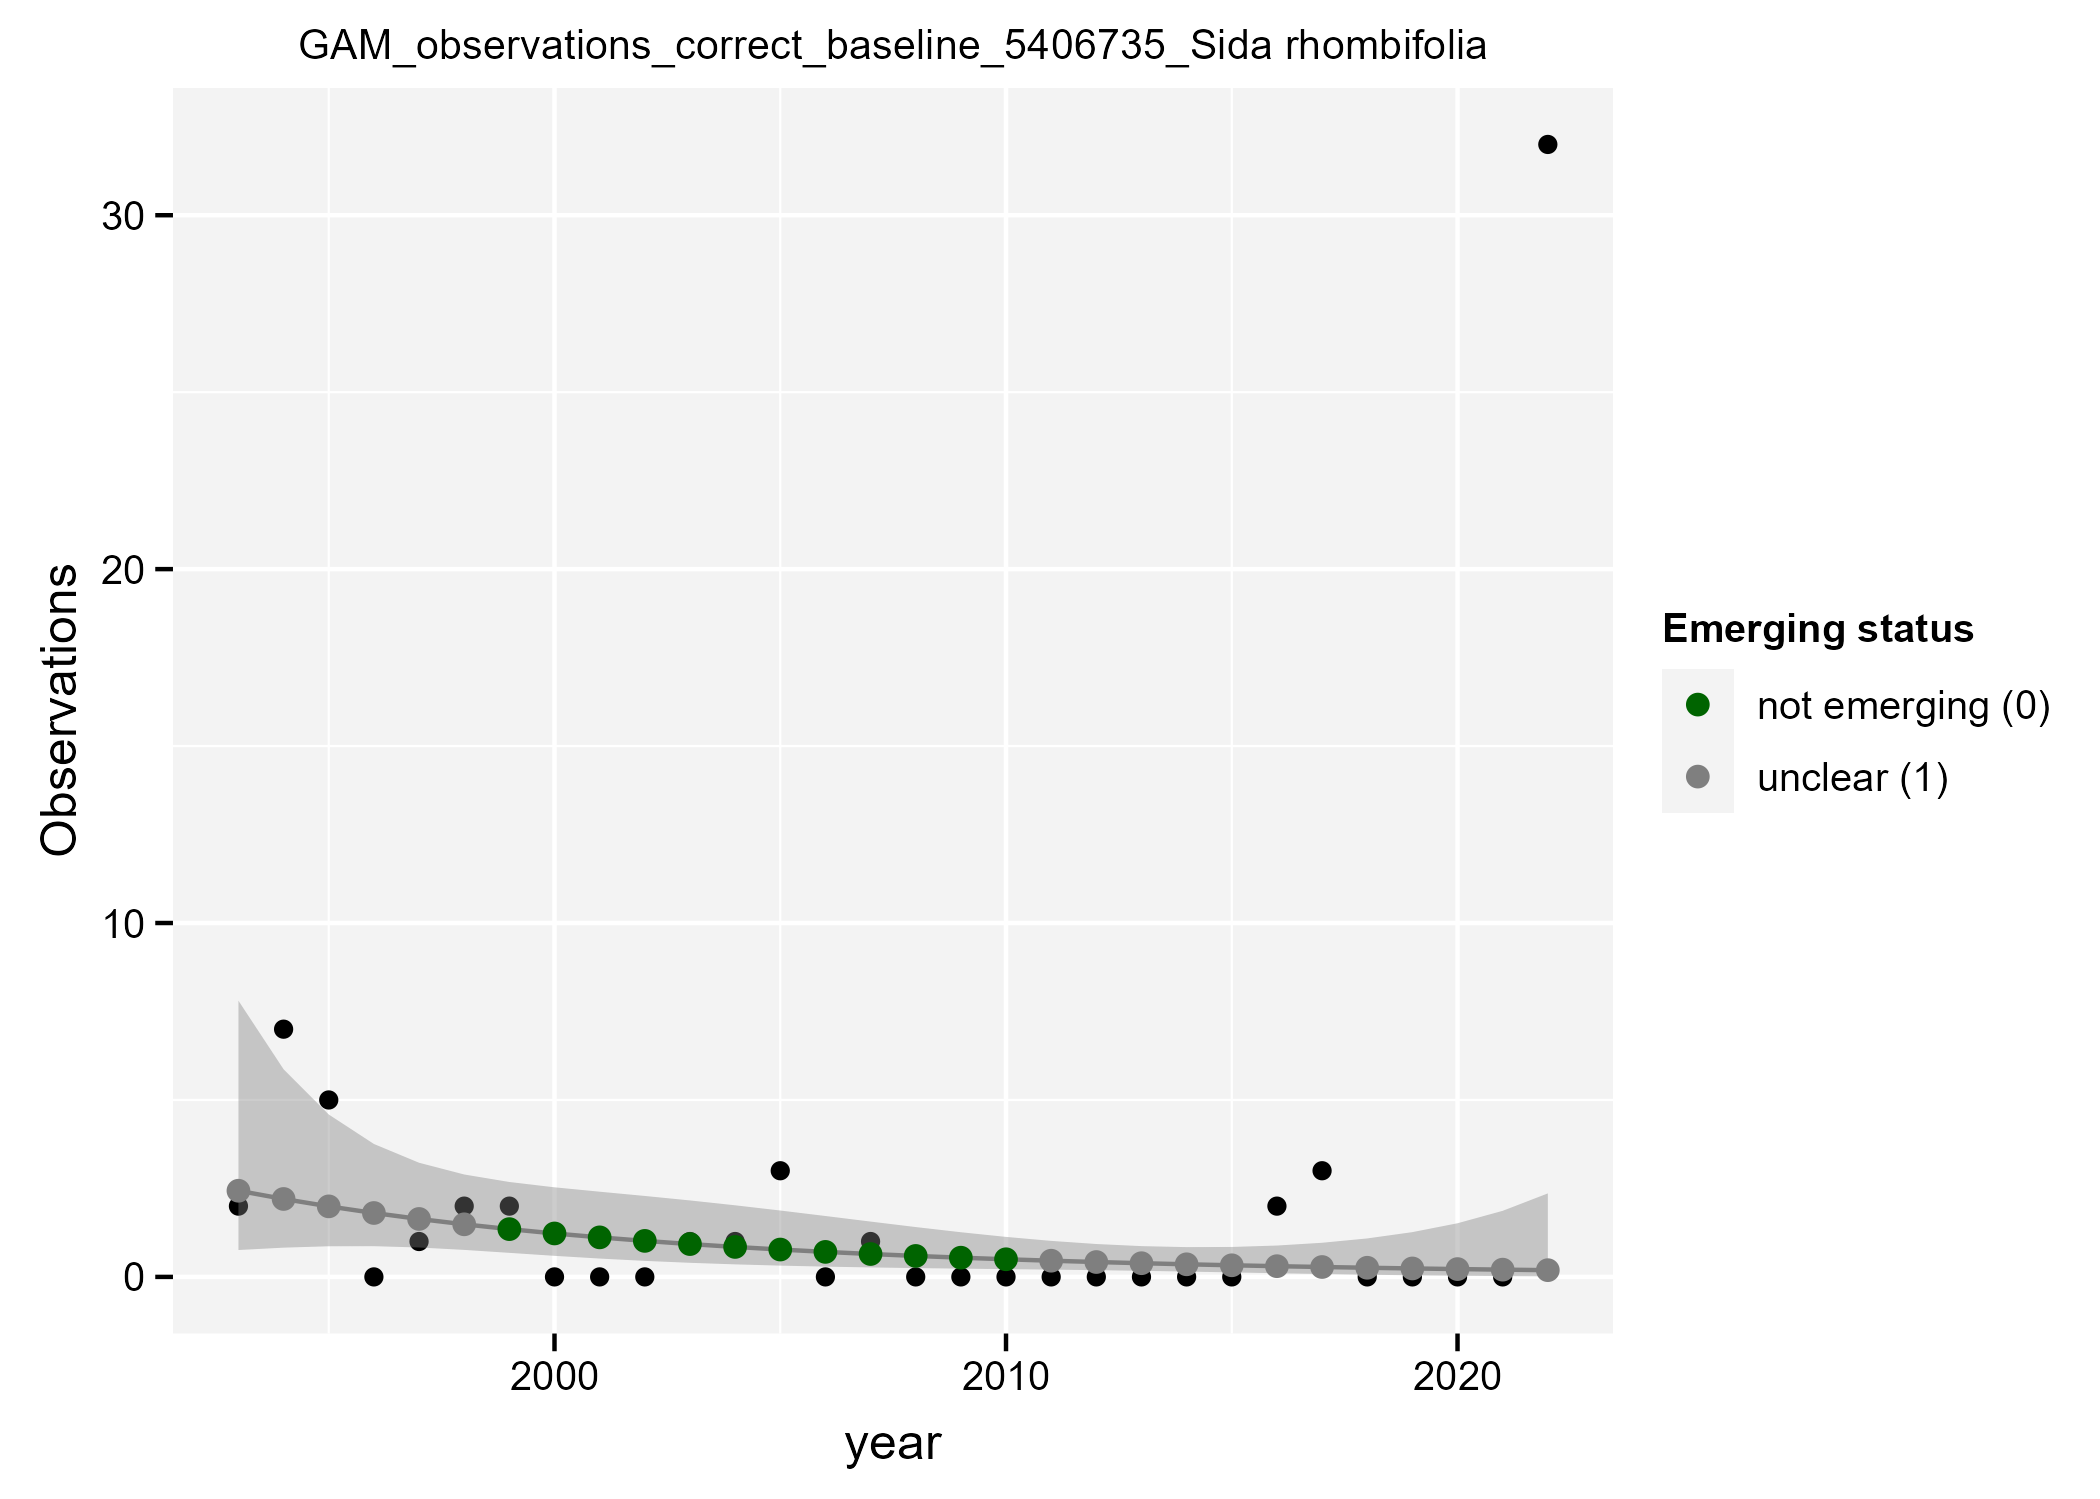 GAM_observations_correct_baseline_5406735_Sida rhombifolia
30
20
10
0
Observations
2000
2010
2020
year
Emerging status
not emerging (0)
unclear (1)